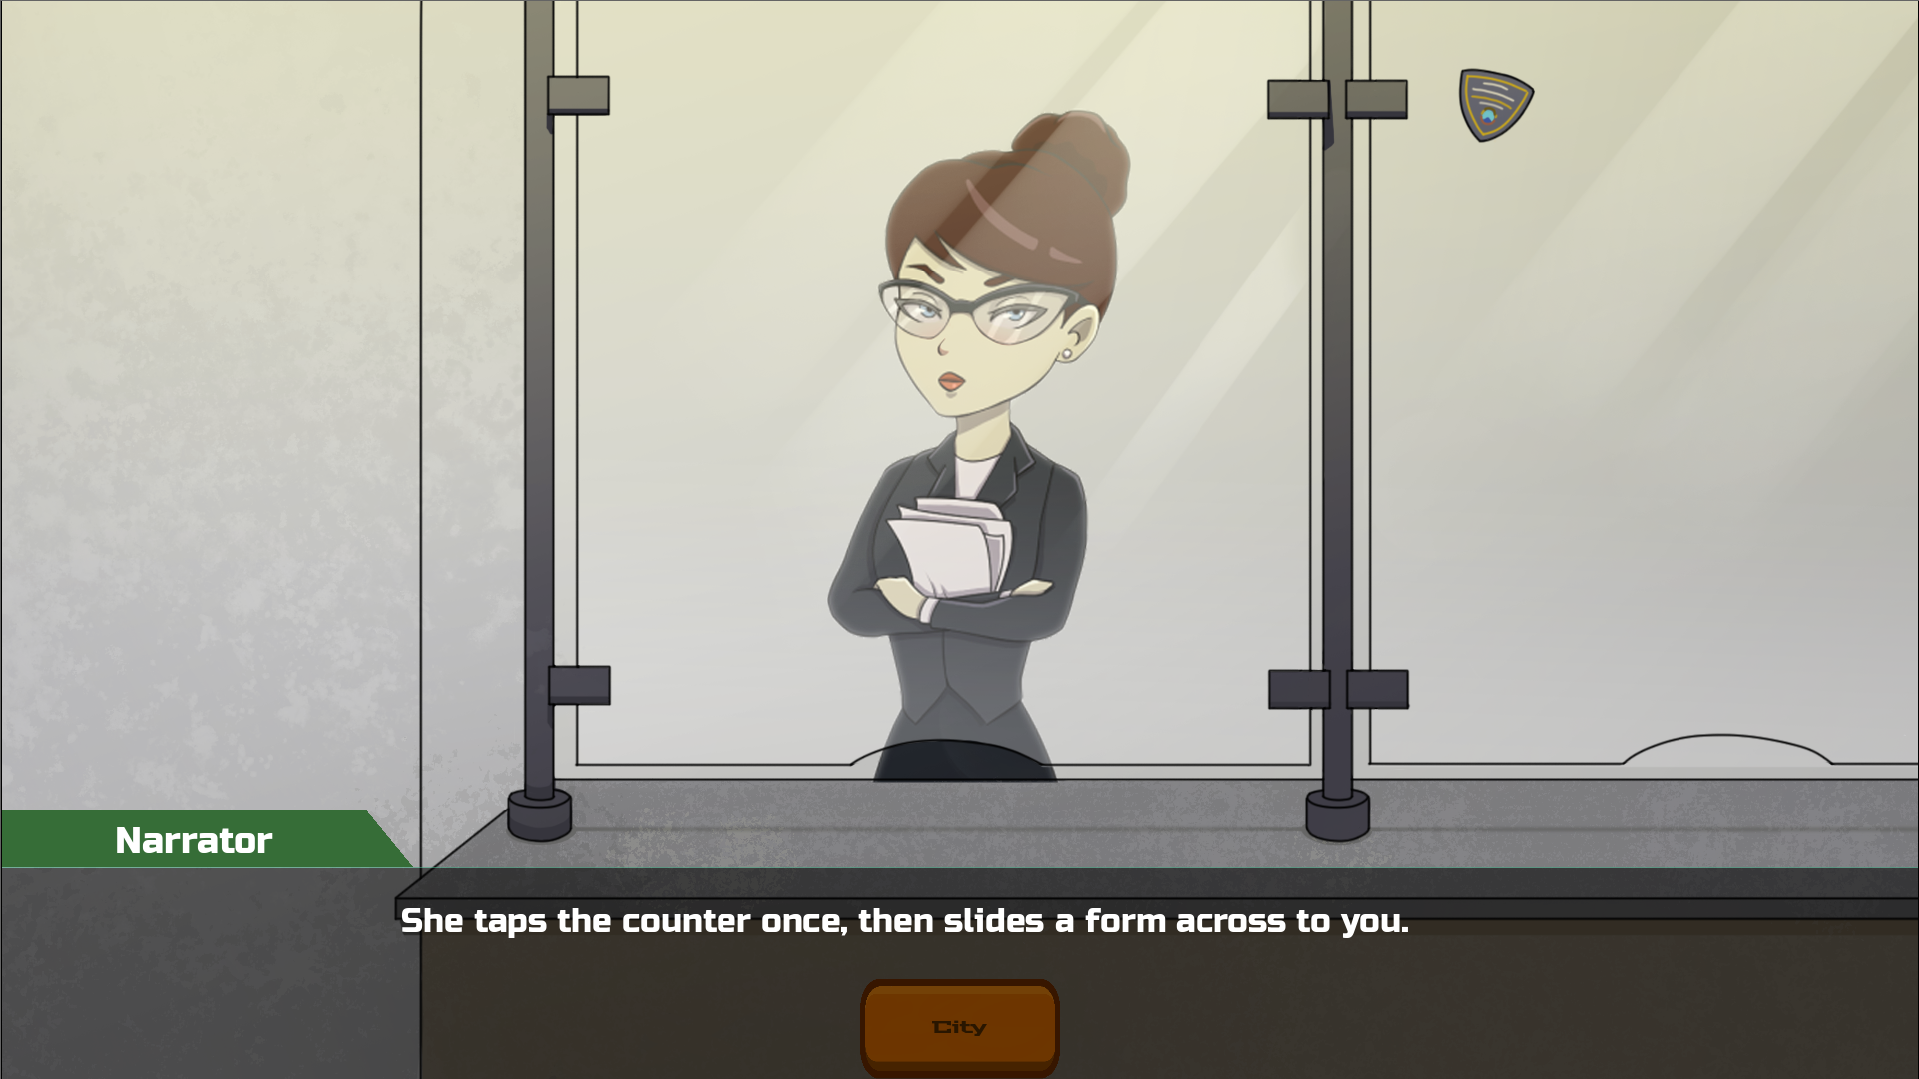 Narrator
She taps the counter once, then slides a form across to you.
City